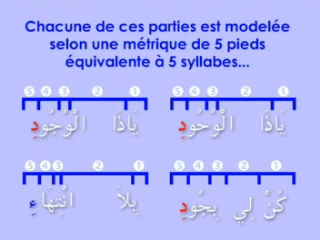 Chacune de ces parties est modelée
selon une métrique de 5 pieds
équivalente à 5 syllabes...
5 4 3 2 1
5 4 3 2 1
يَاذَا الْوُجُودِ
يَاذَا الْوُحُودِ
5 4 3 2 1
5 4 3 2 1
بِلاَ انْتِهَاءِ
كُنْ لِي بِجُودِ